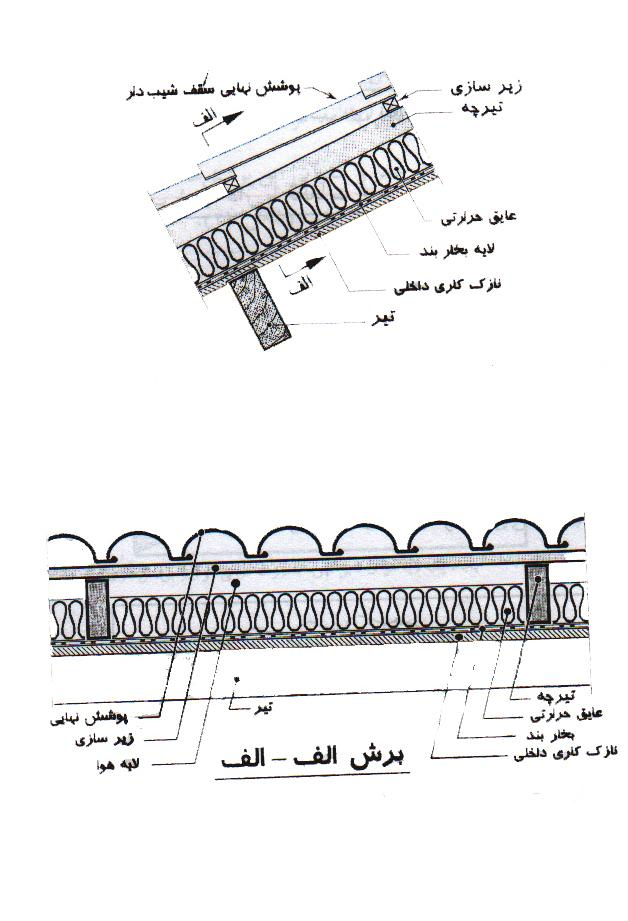 پوشش نهایی سقف شیب دار
زیر سازی
تیرچه
الف
عایق حرارتی
لایه بخار بند
نازک کاری داخلی
الف
تیر
پوشش نهایی
زیر سازی
لایه هوا
تیر
تیرچه
عایق حرارتی
بخار بند
نازک کاری داخلی
برش الف - الف